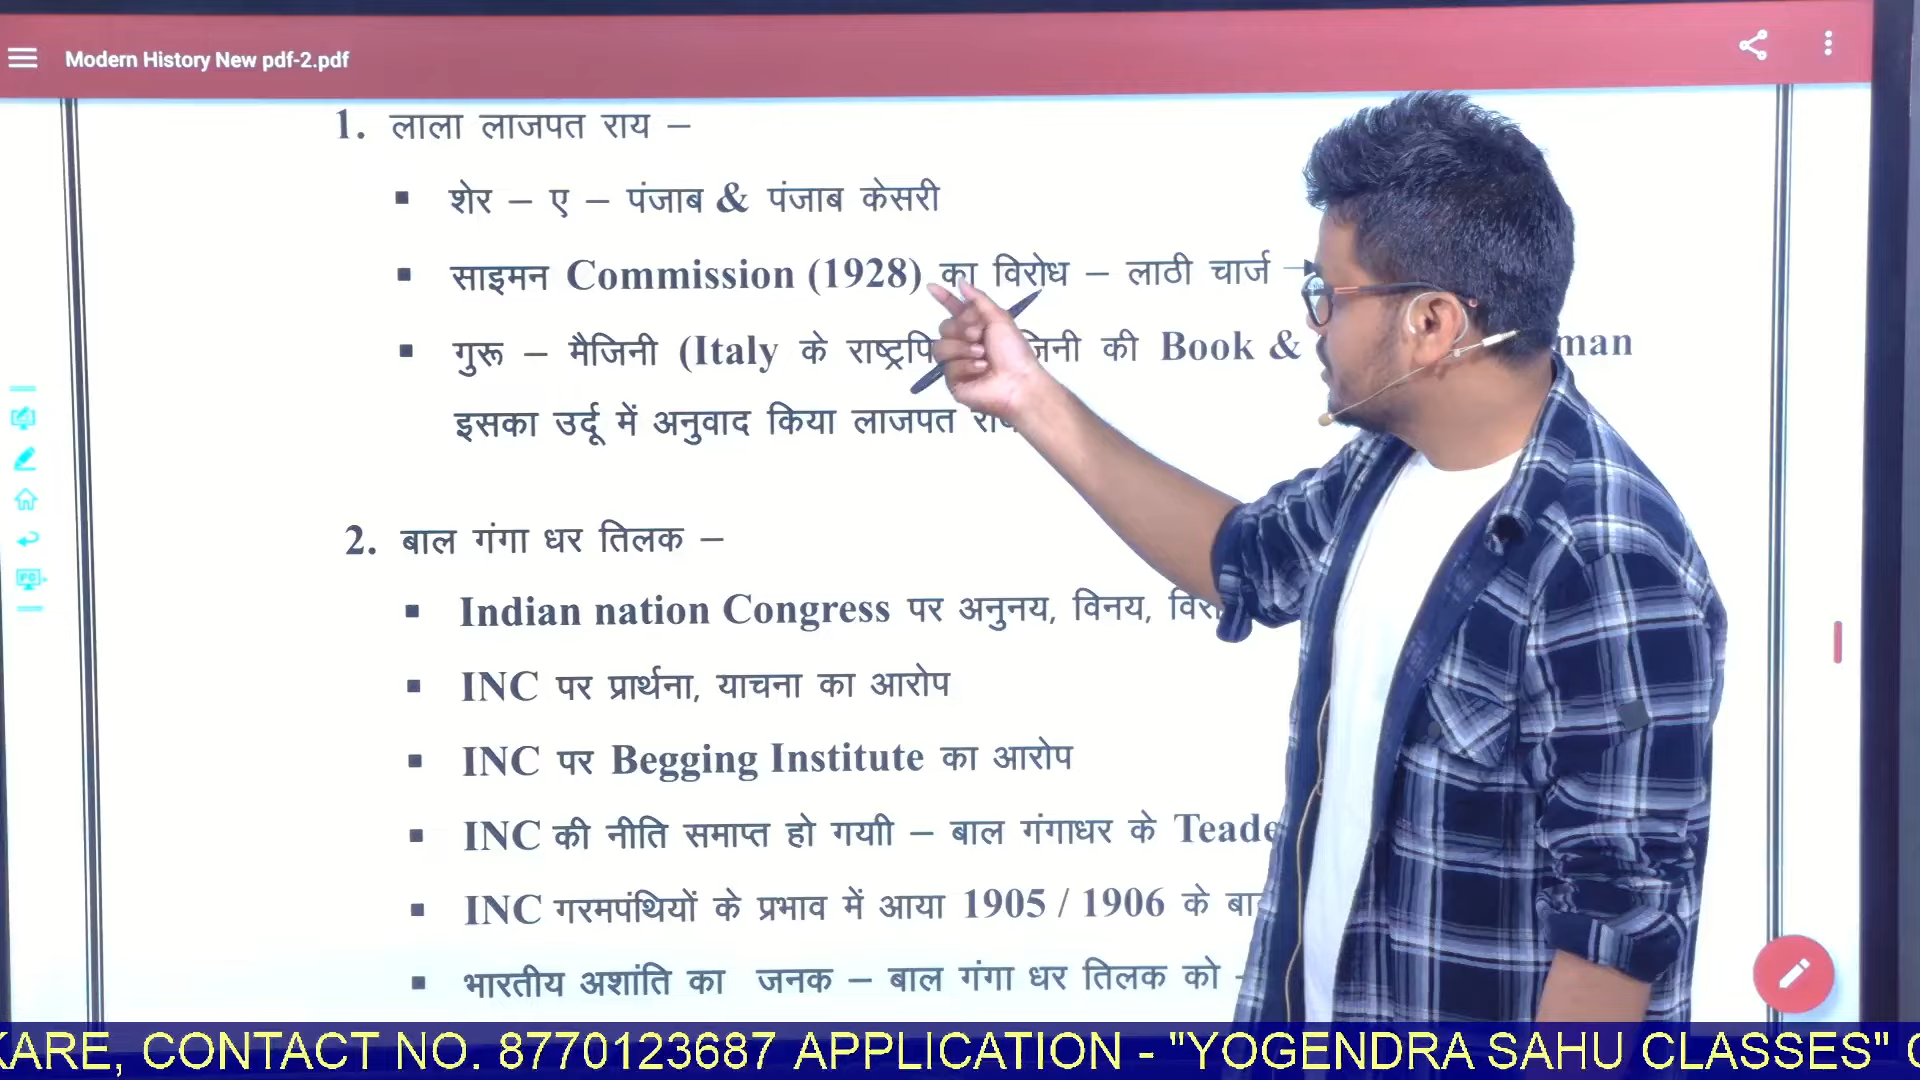 Modern History New pdf-2.pdf
1. लाला लाजपत राय –
▪ शेर – ए – पंजाब & पंजाब केसरी
▪ साइमन Commission (1928) का विरोध – लाठी चार्ज →
▪ गुरू – मैजिनी (Italy के की Book &
इसका उर्दू में अनुवाद किया लाजपत
2. बाल गंगा धर तिलक –
▪ Indian nation Congress पर अनुनय, विनय,
▪ INC पर प्रार्थना, याचना का आरोप
▪ INC पर Begging Institute का आरोप
▪ INC की नीति समाप्त हो गयाी – बाल गंगाधर के
▪ INC गरमपंथियों के प्रभाव में आया 1905 / 1906 के
▪ भारतीय अशांति का जनक – बाल गंगा धर तिलक को -
PC
KARE, CONTACT NO. 8770123687 APPLICATION - "YOGENDRA SAHU CLASSES"